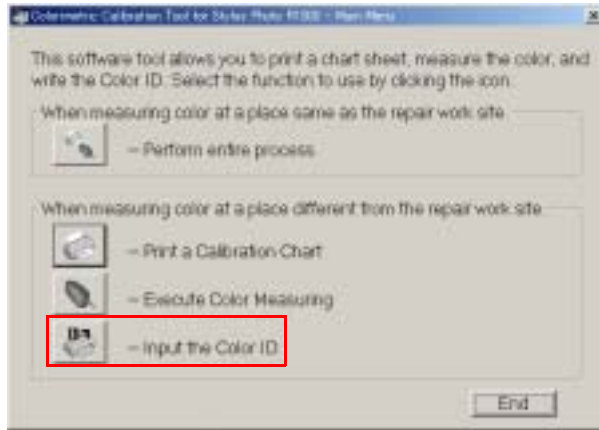 Colorimetric Calibration Tool for Stylus Photo R1800 - Main Menu
This software tool allows you to print a chart sheet, measure the color, and
write the Color ID. Select the function to use by clicking the icon.
When measuring color at a place same as the repair work site
-- Perform entire process
When measuring color at a place different from the repair work site
-- Print a Calibration Chart
-- Execute Color Measuring
-- Input the Color ID
End